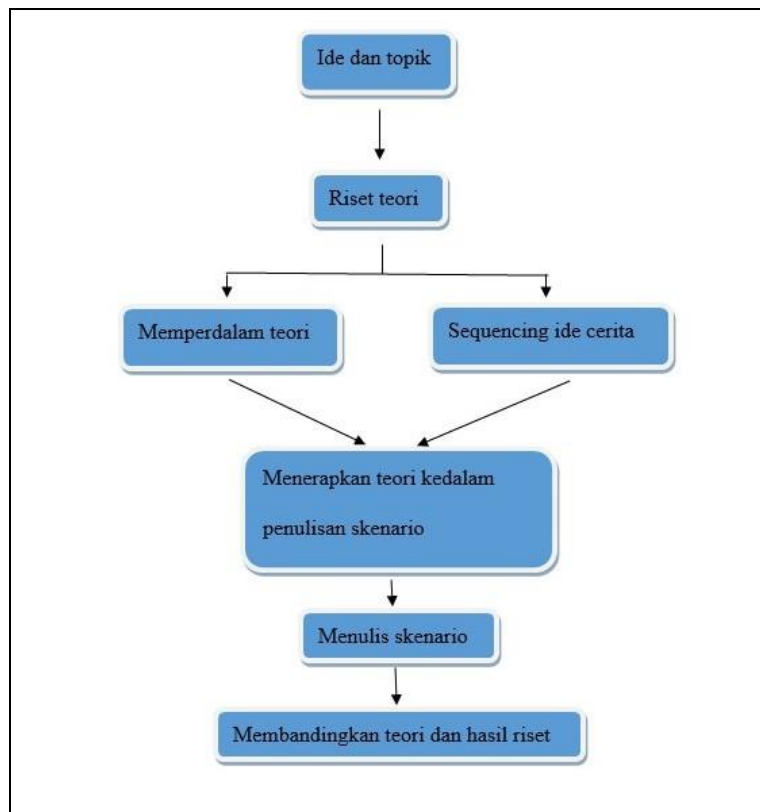 Ide dan topik
Riset teori
Memperdalam teori
Sequencing ide cerita
Menerapkan teori kedalam
penulisan skenario
Menulis skenario
Membandingkan teori dan hasil riset